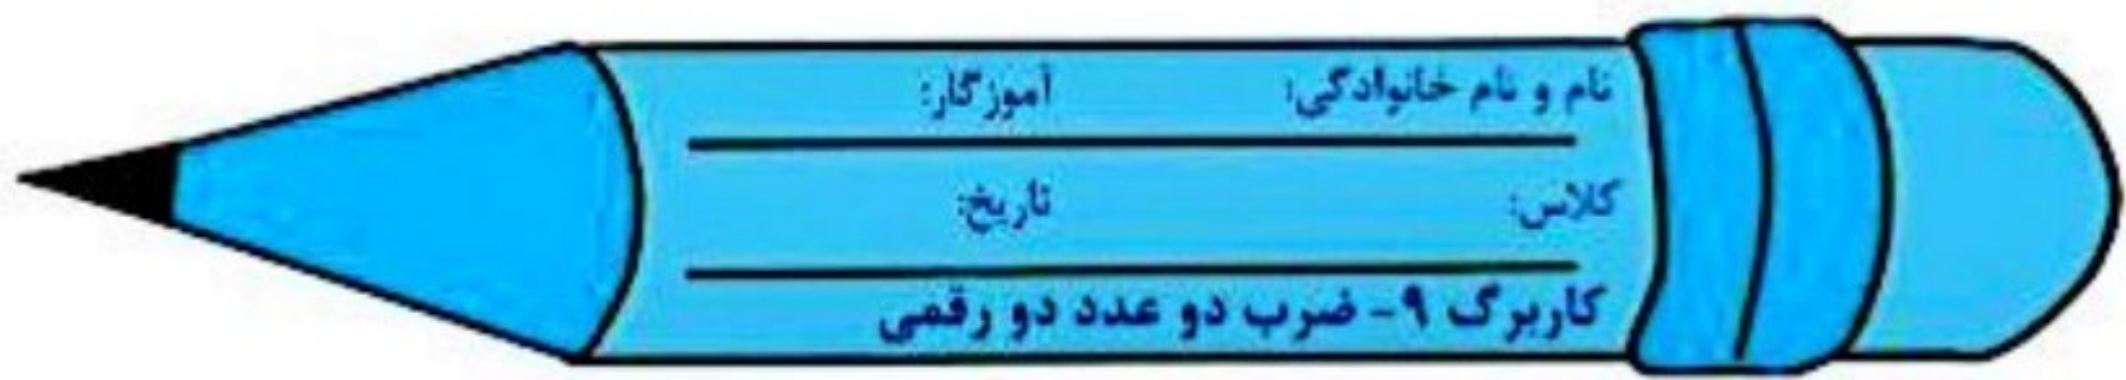 نام و نام خانوادگی: آموزگار:
کلاس: تاریخ:
کاربرگ ۹- ضرب دو عدد دو رقمی